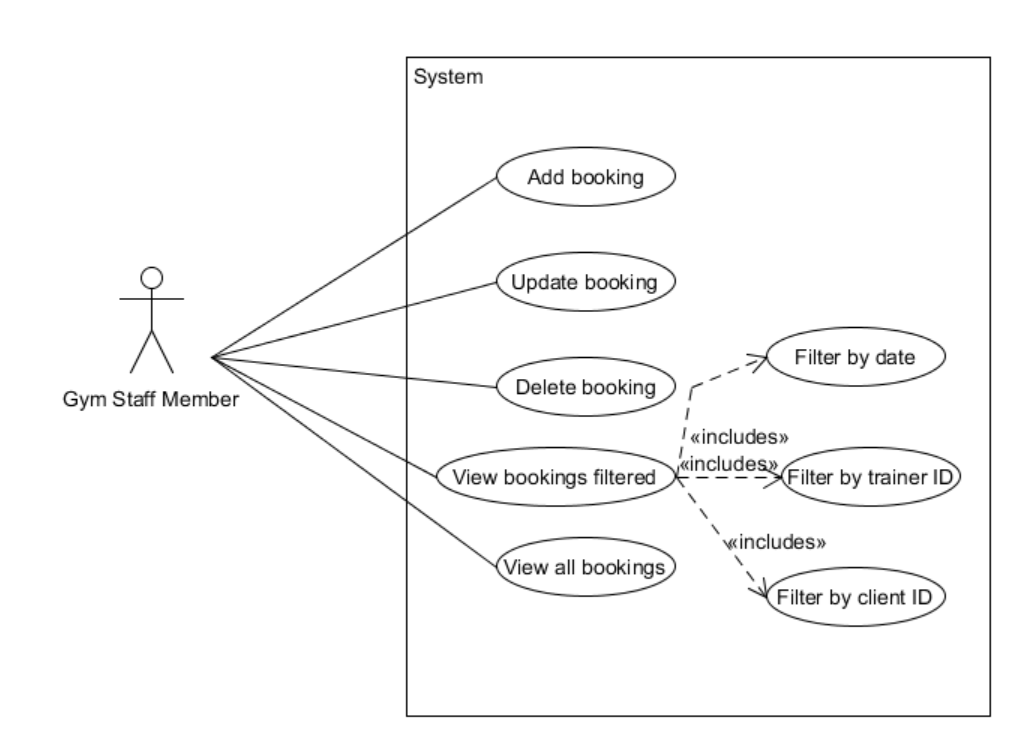 System
Add booking
Update booking
Filter by date
Delete booking
Gym Staff Member
«includes»
«includes»
View bookings filtered
Filter by trainer ID
«includes»
View all bookings
Filter by client ID